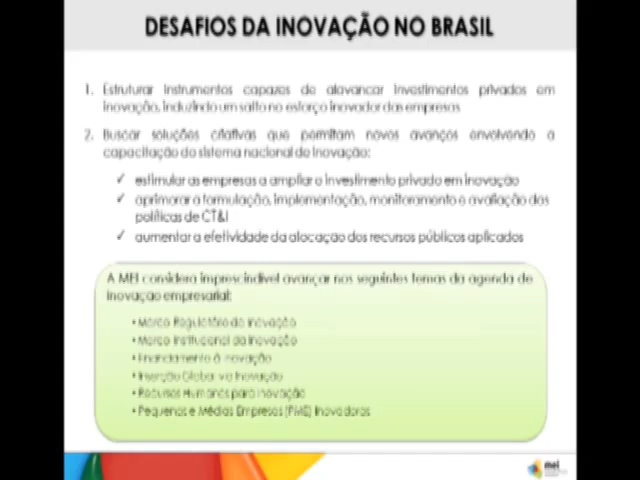 DESAFIOS DA INOVAÇÃO NO BRASIL
1. Estruturar instrumentos capazes de alavancar investimentos privados em
inovação, induzindo um salto no esforço inovador das empresas
2. Buscar soluções criativas que permitam novos avanços envolvendo a
capacitação do sistema nacional de inovação:
✓ estimular as empresas a ampliar o investimento privado em inovação
✓ aprimorar a formulação, implementação, monitoramento e avaliação das
políticas de CT&I
✓ aumentar a efetividade da alocação dos recursos públicos aplicados
A MEI considera imprescindível avançar nos seguintes temas da agenda de
inovação empresarial:
• Marco Regulatório da Inovação
• Marco Institucional da Inovação
• Financiamento à Inovação
• Inserção Global via Inovação
• Recursos Humanos para Inovação
• Pequenas e Médias Empresas (PME) Inovadoras
mei